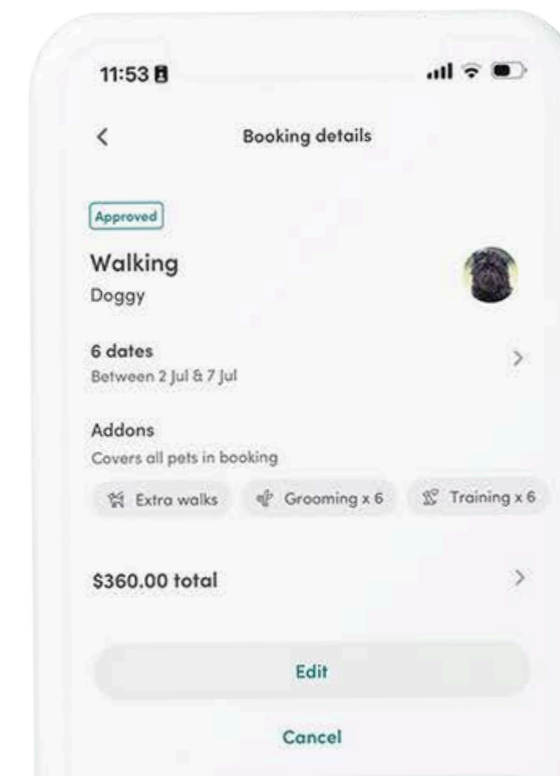 11:53
Booking details
Approved
Walking
Doggy
6 dates
Between 2 Jul & 7 Jul
Addons
Covers all pets in booking
Extra walks
Grooming x 6
Training x 6
$360.00 total
Edit
Cancel